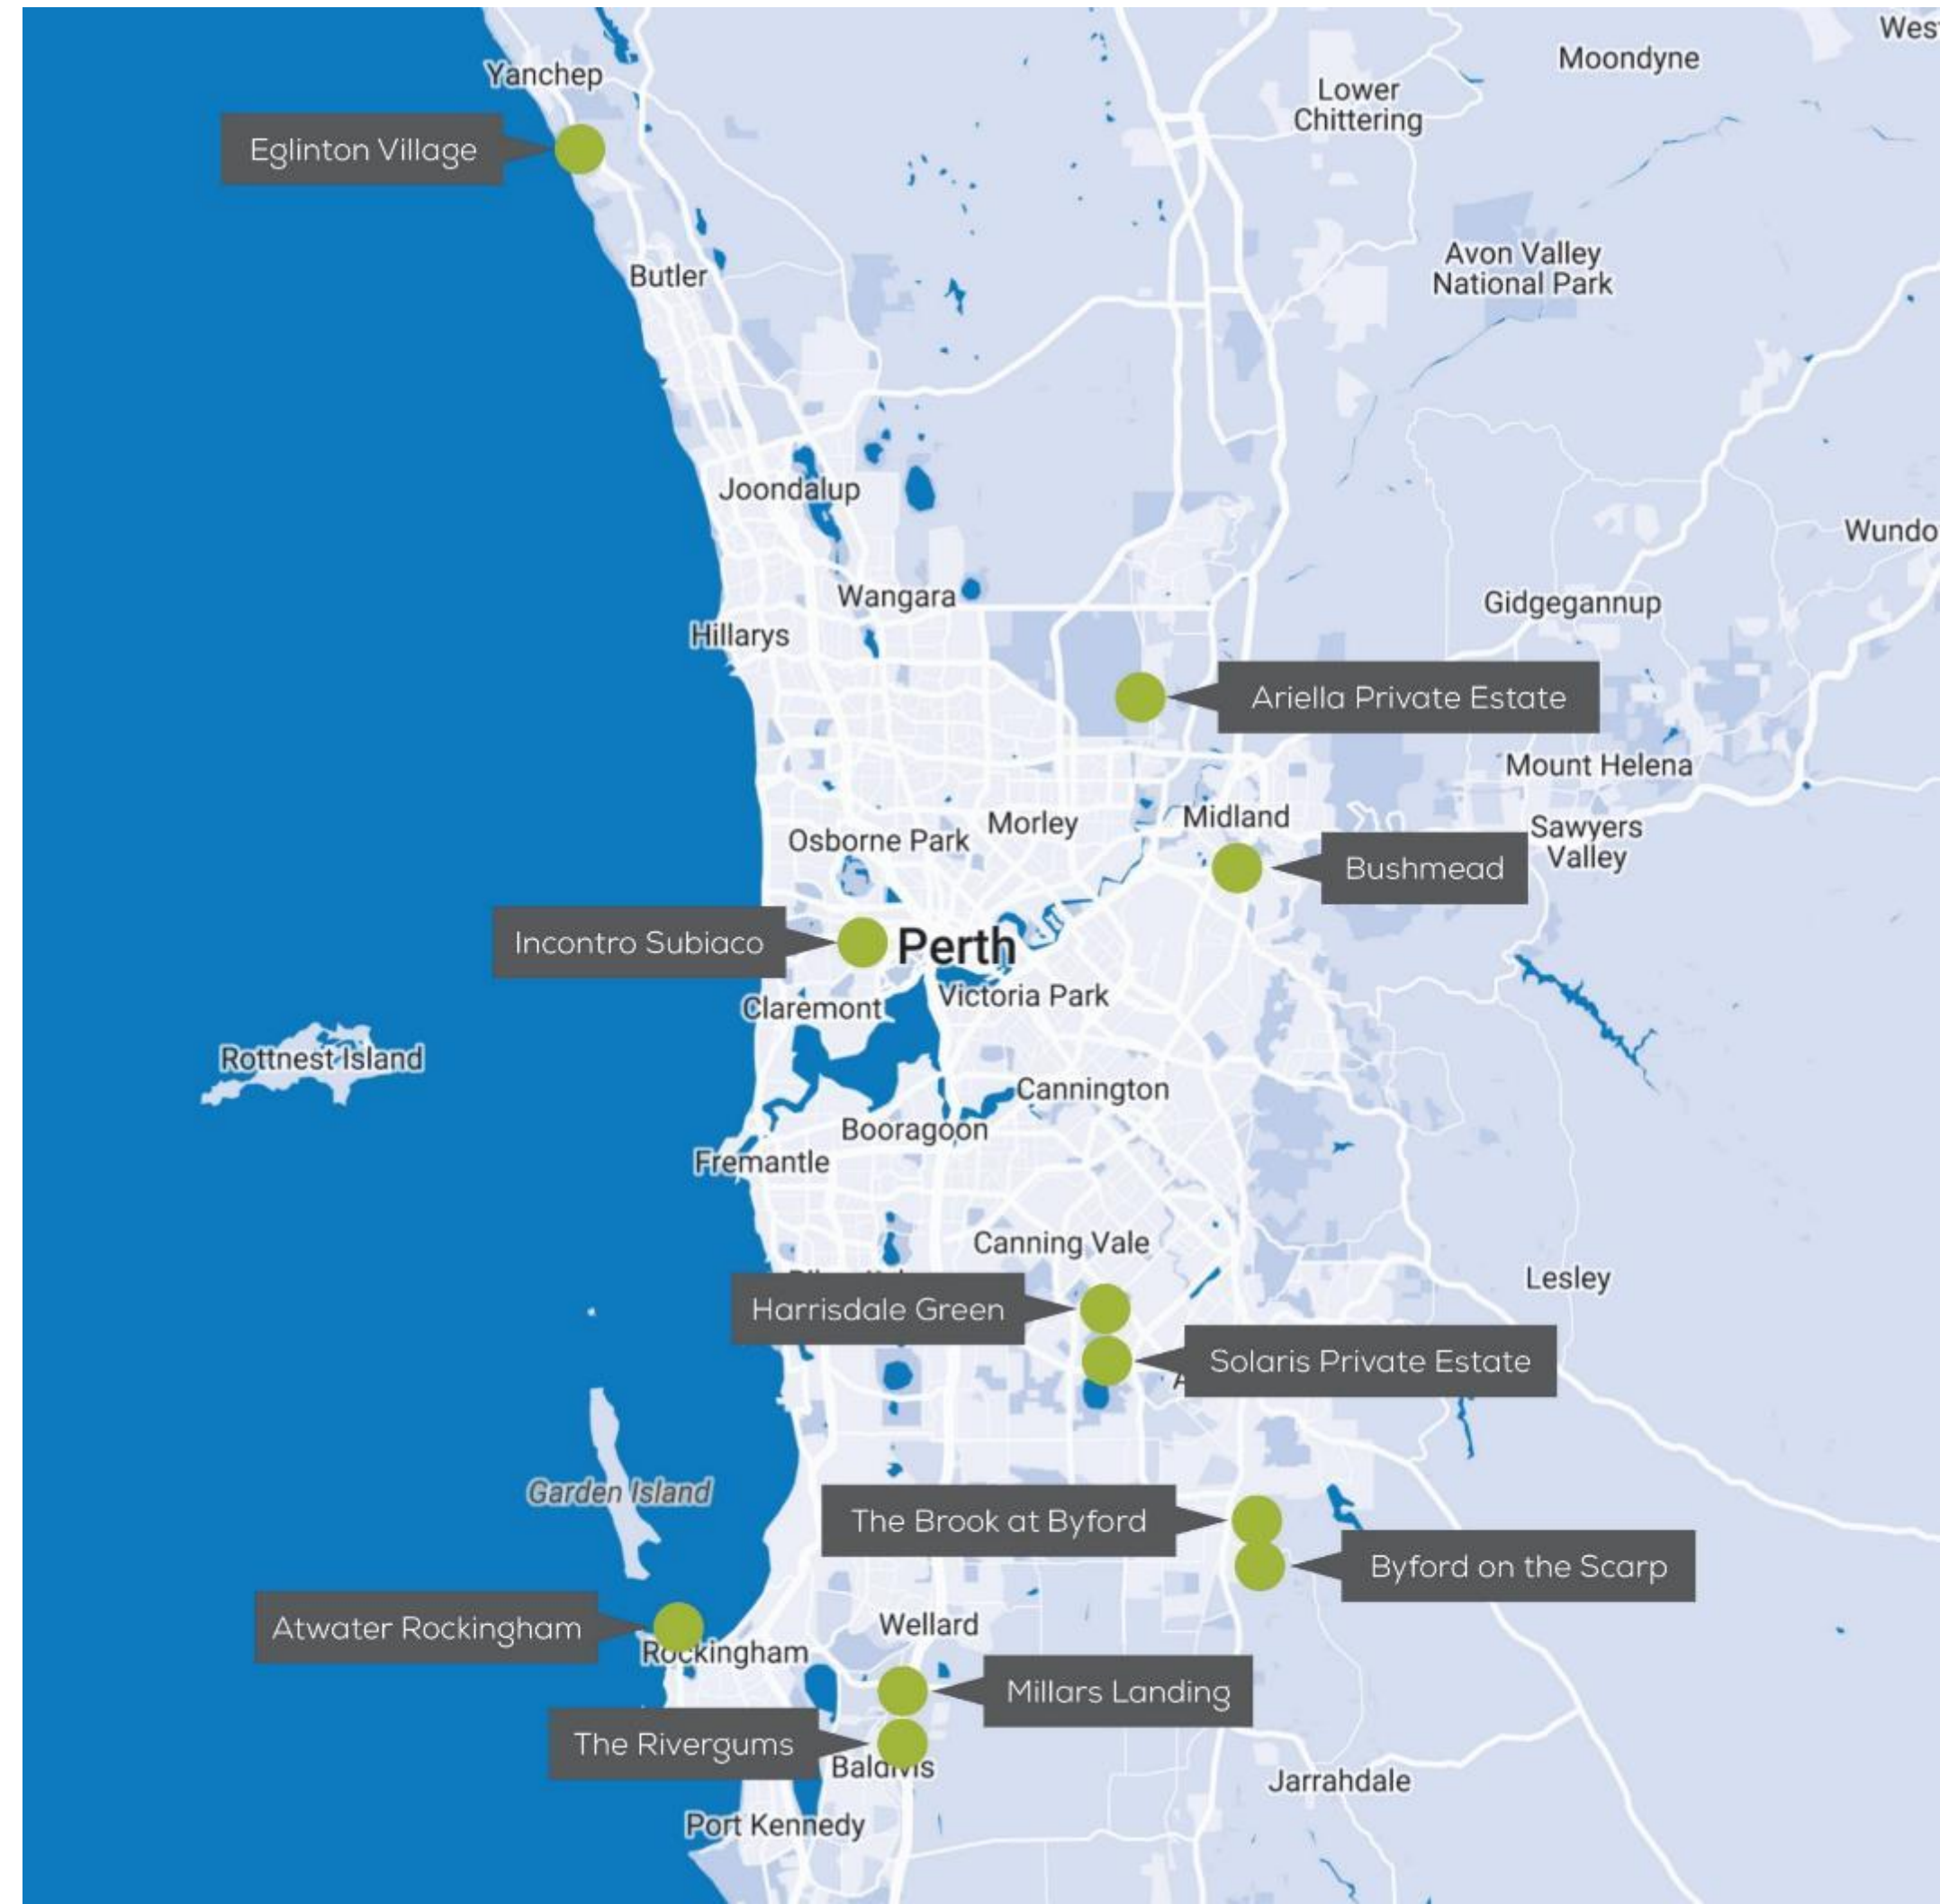 Wes
Moondyne
Yanchep
Lower
Chittering
Eglinton Village
Avon Valley
National Park
Butler
Joondalup
Wundo
Wangara
Gidgegannup
Hillarys
Ariella Private Estate
Mount Helena
Midland
Morley
Osborne Park
Sawyers
Valley
Bushmead
Incontro Subiaco
Perth
Victoria Park
Claremont
Rottnest Island
Cannington
Booragoon
Fremantle
Canning Vale
Lesley
Harrisdale Green
Solaris Private Estate
Garden Island
The Brook at Byford
Byford on the Scarp
Atwater Rockingham
Wellard
Rockingham
Millars Landing
The Rivergums
Baldivis
Jarrahdale
Port Kennedy